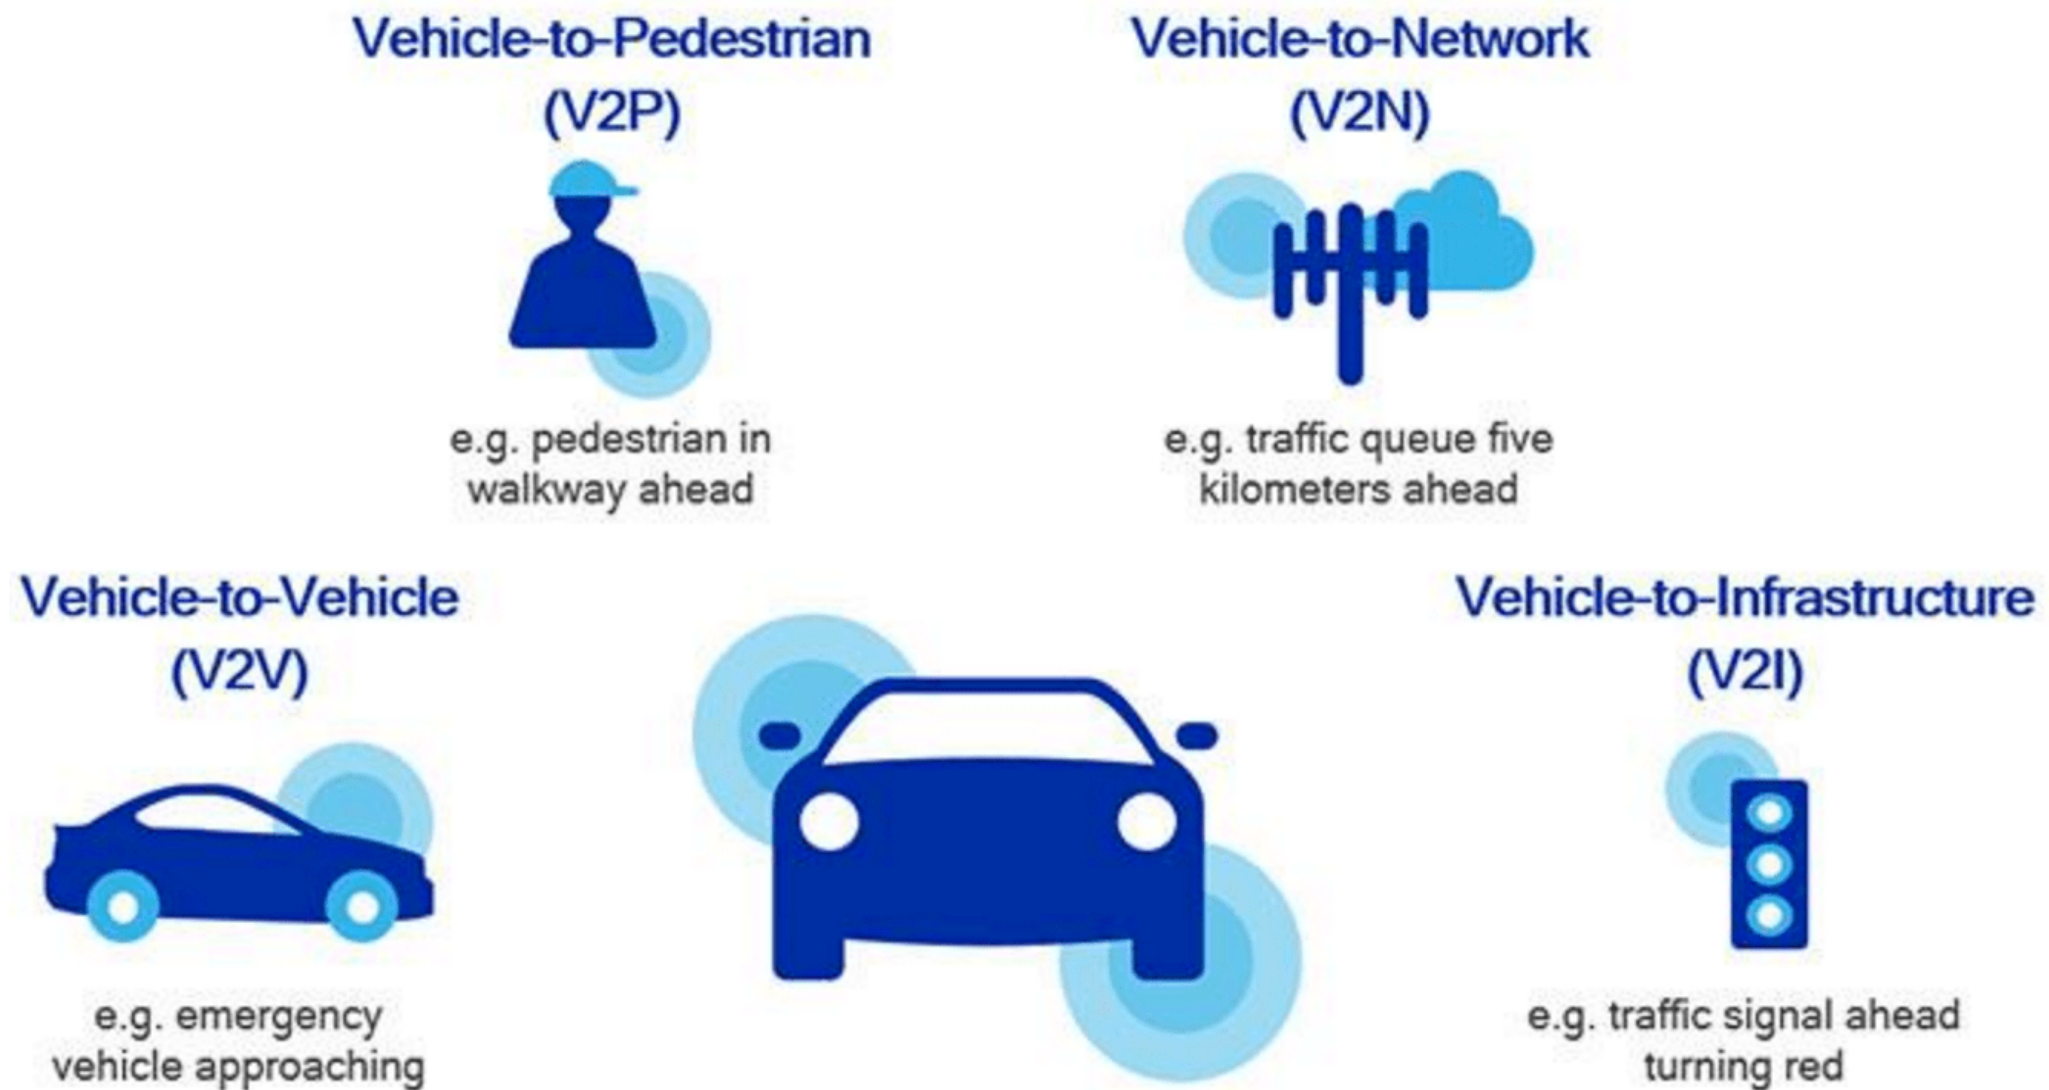 Vehicle-to-Pedestrian
(V2P)
e.g. pedestrian in
walkway ahead
Vehicle-to-Network
(V2N)
e.g. traffic queue five
kilometers ahead
Vehicle-to-Vehicle
(V2V)
e.g. emergency
vehicle approaching
Vehicle-to-Infrastructure
(V2I)
e.g. traffic signal ahead
turning red